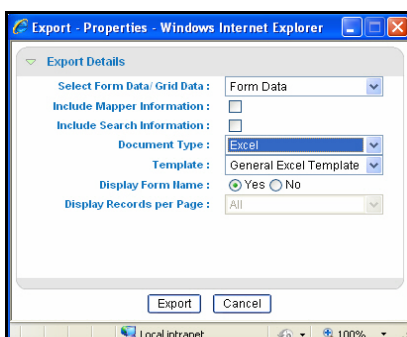 Export - Properties - Windows Internet Explorer
Export Details
Select Form Data/ Grid Data : Form Data
Include Mapper Information :
Include Search Information :
Document Type : Excel
Template : General Excel Template
Display Form Name : Yes No
Display Records per Page : All
Export Cancel
Local intranet 100%